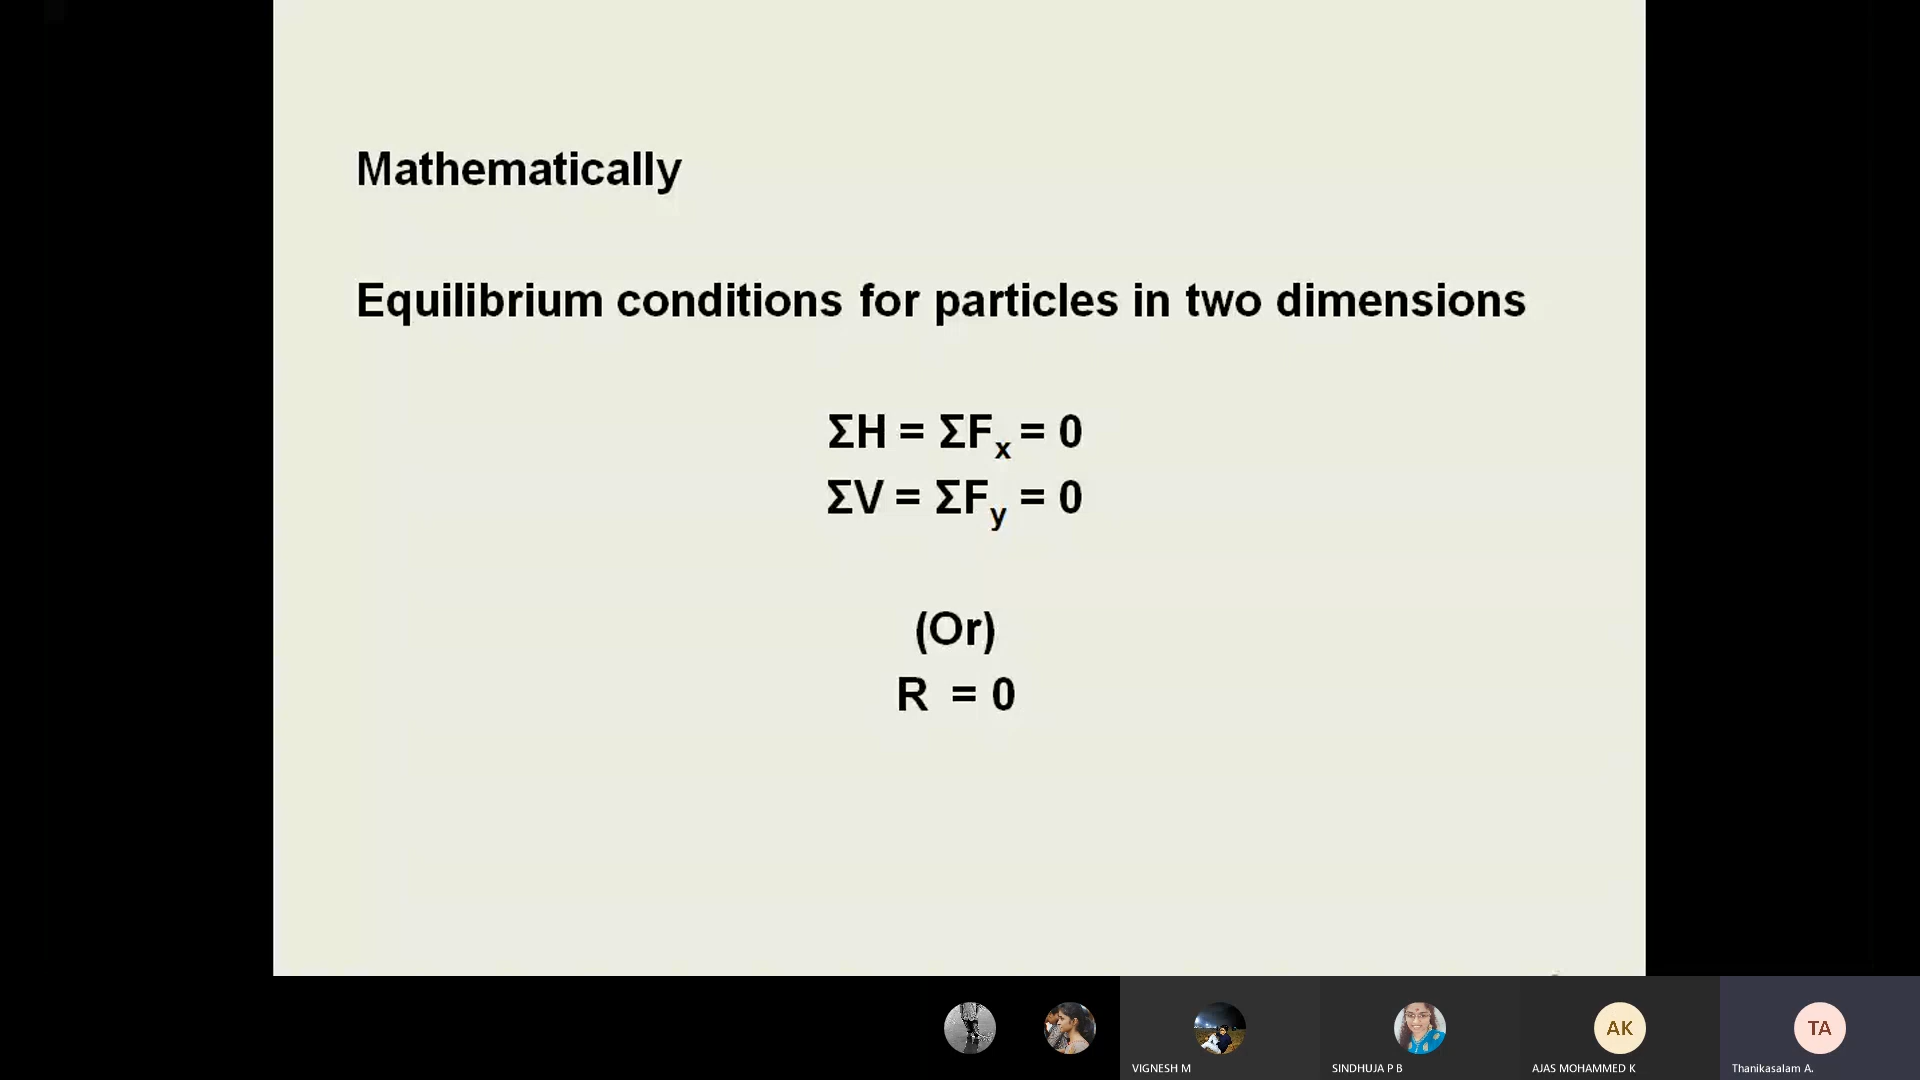 Mathematically
Equilibrium conditions for particles in two dimensions
ΣH = ΣFx = 0
ΣV = ΣFy = 0
(Or)
R = 0
AK
TA
VIGNESH M
SINDHUJA P B
AJAS MOHAMMED K
Thanikasalam A.